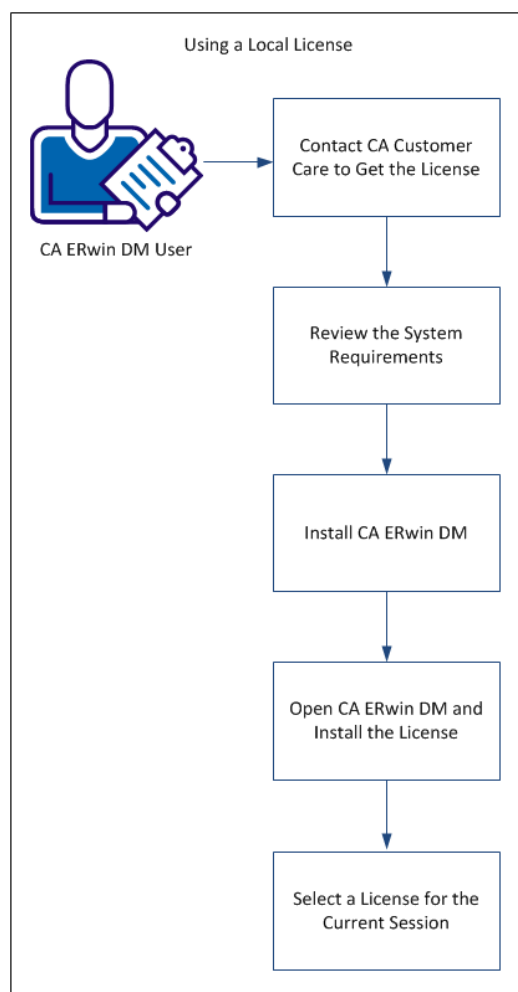 Using a Local License
CA ERwin DM User
Contact CA Customer
Care to Get the License
Review the System
Requirements
Install CA ERwin DM
Open CA ERwin DM and
Install the License
Select a License for the
Current Session